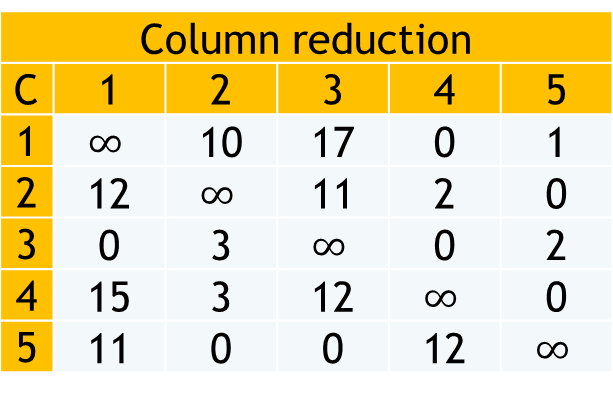 Column reduction
C 1 2 3 4 5
1 ∞ 10 17 0 1
2 12 ∞ 11 2 0
3 0 3 ∞ 0 2
4 15 3 12 ∞ 0
5 11 0 0 12 ∞